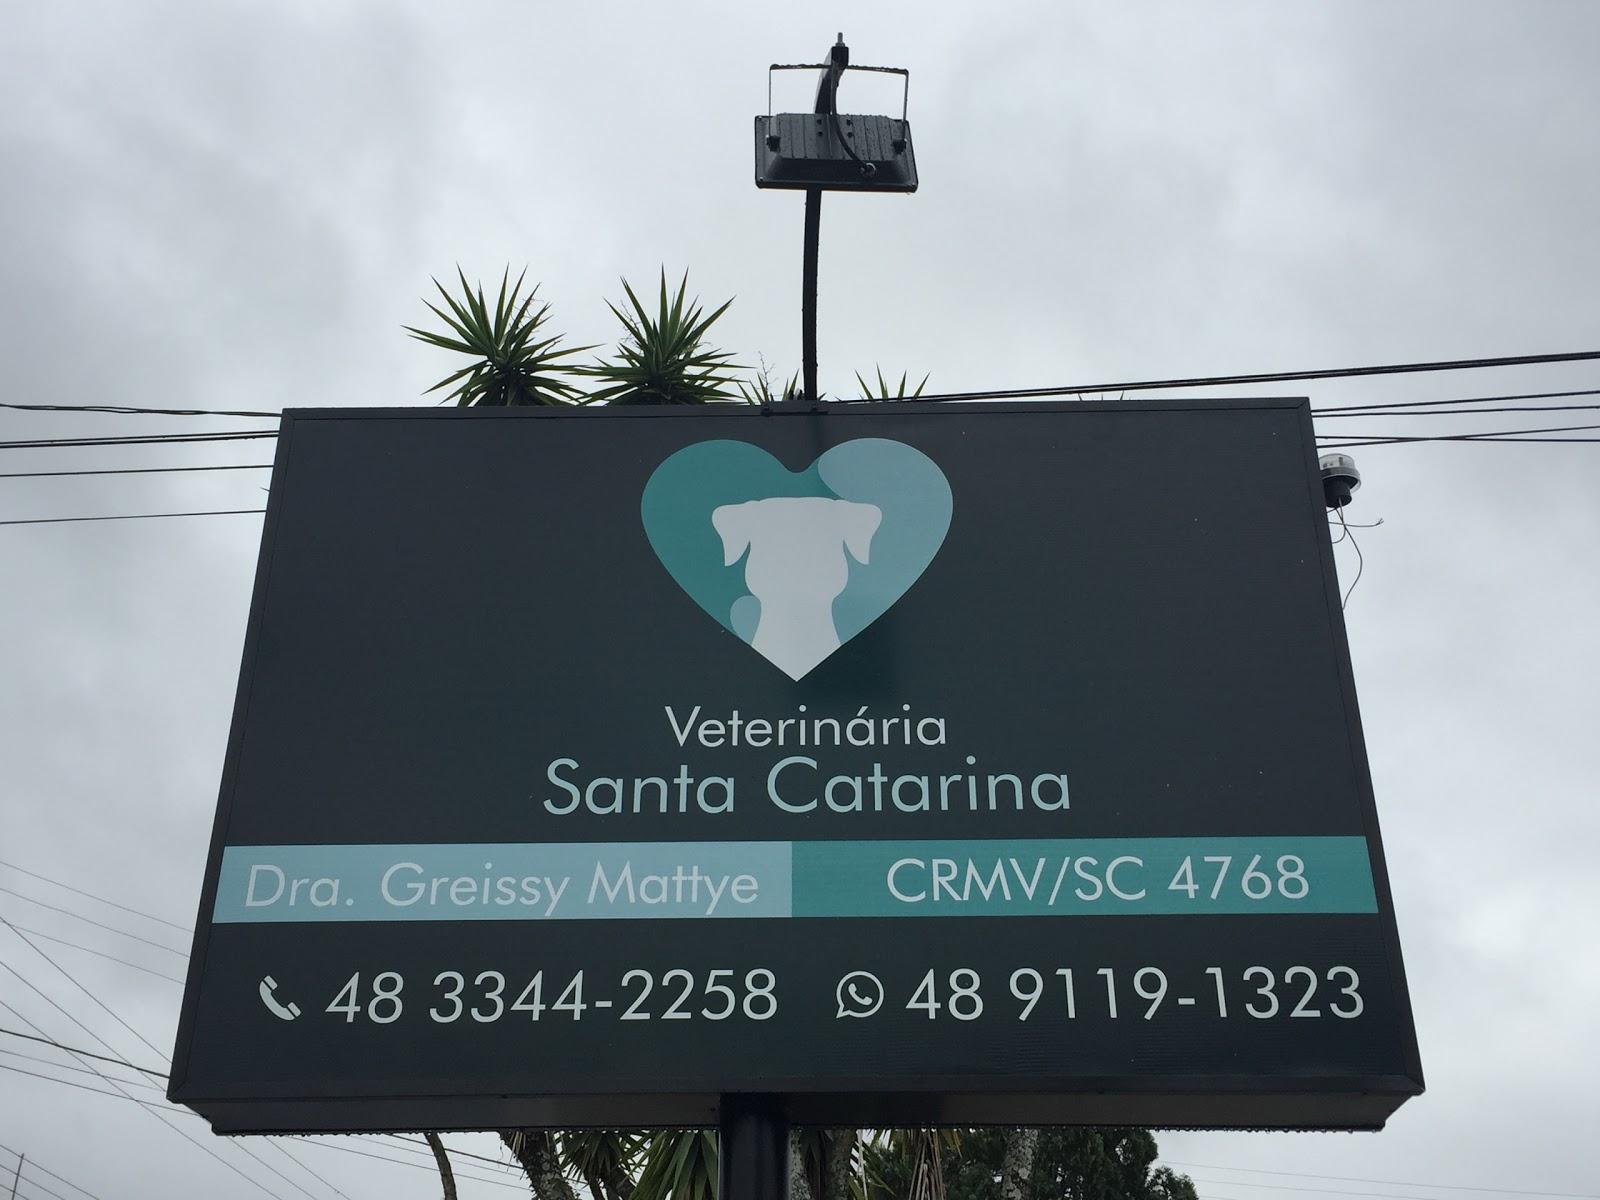 Veterinária
Santa Catarina
Dra. Greissy Mattye CRMV/SC 4768
48 3344-2258 48 9119-1323